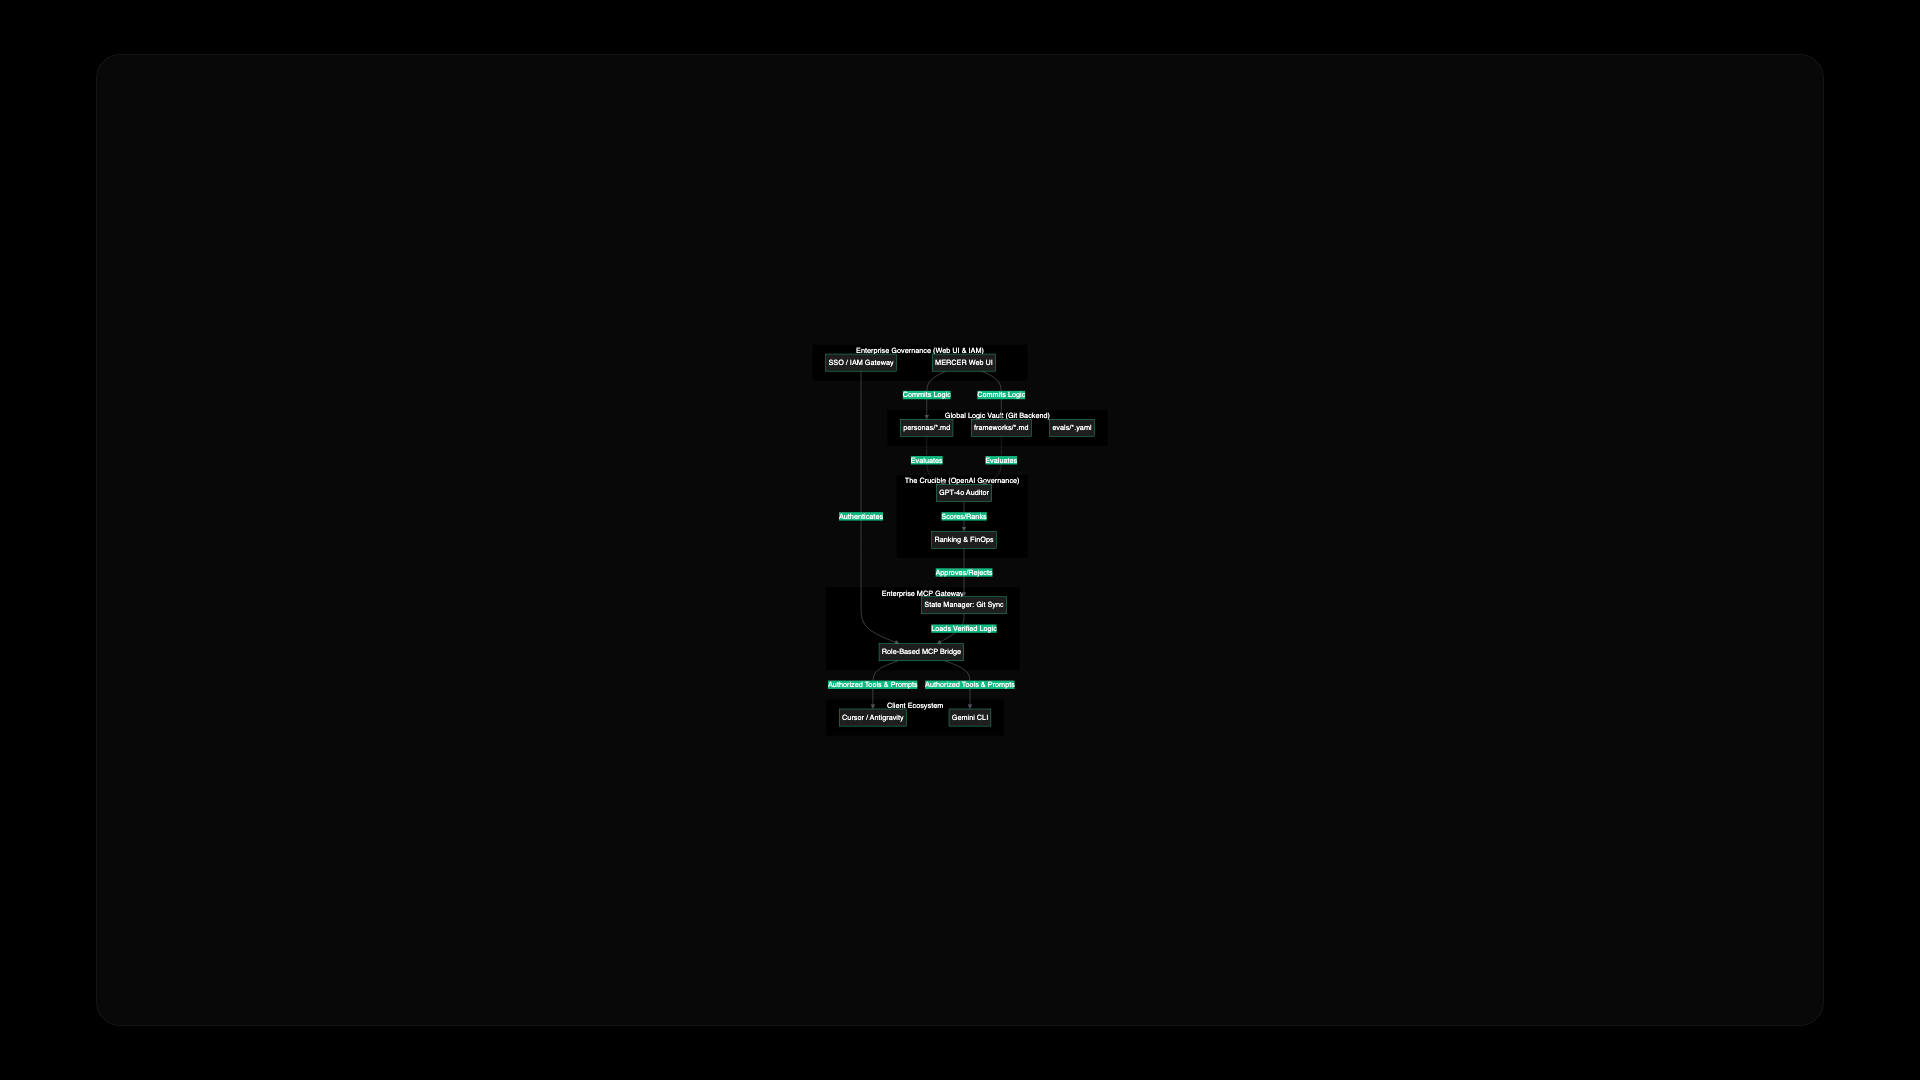 Enterprise Governance (Web UI & IAM)
SSO / IAM Gateway
MERCER Web UI
Commits Logic
Commits Logic
Global Logic Vault (Git Backend)
personas/*.md
frameworks/*.md
evals/*.yaml
Evaluates
Evaluates
The Crucible (OpenAI Governance)
GPT-4o Auditor
Authenticates
Scores/Ranks
Ranking & FinOps
Approves/Rejects
Enterprise MCP Gateway
State Manager: Git Sync
Loads Verified Logic
Role-Based MCP Bridge
Authorized Tools & Prompts
Authorized Tools & Prompts
Client Ecosystem
Cursor / Antigravity
Gemini CLI